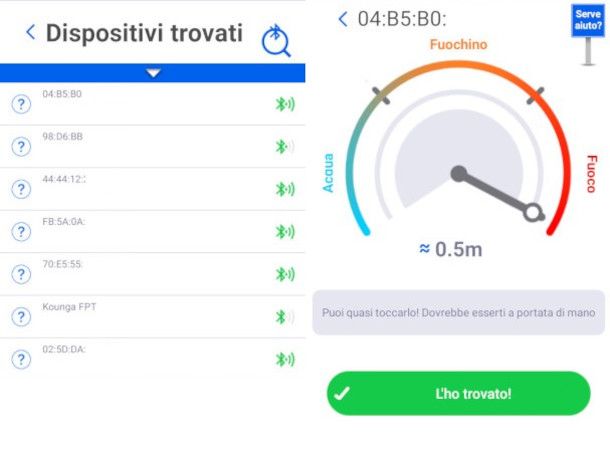 Dispositivi trovati
04:B5:B0
98:D6:BB
44:44:12:
FB:5A:0A:
70:E5:55:
Kounga FPT
02:5D:DA:
04:B5:B0:
Serve
aiuto?
Fuochino
Acqua
Fuoco
≈ 0.5m
Puoi quasi toccarlo! Dovrebbe esserti a portata di mano
L'ho trovato!